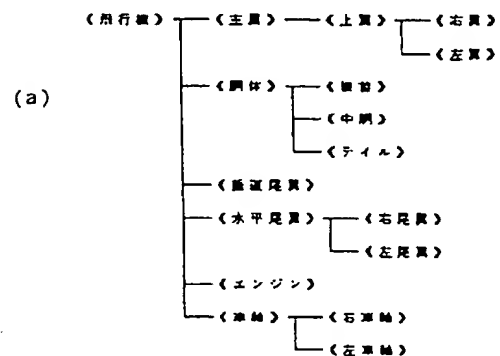 《飛行機》 《主翼》 《上翼》 《右翼》
《左翼》
《胴体》 《機首》
(a) 《中胴》
《テイル》
《垂直尾翼》
《水平尾翼》 《右尾翼》
《左尾翼》
《エンジン》
《車輪》 《右車輪》
《左車輪》